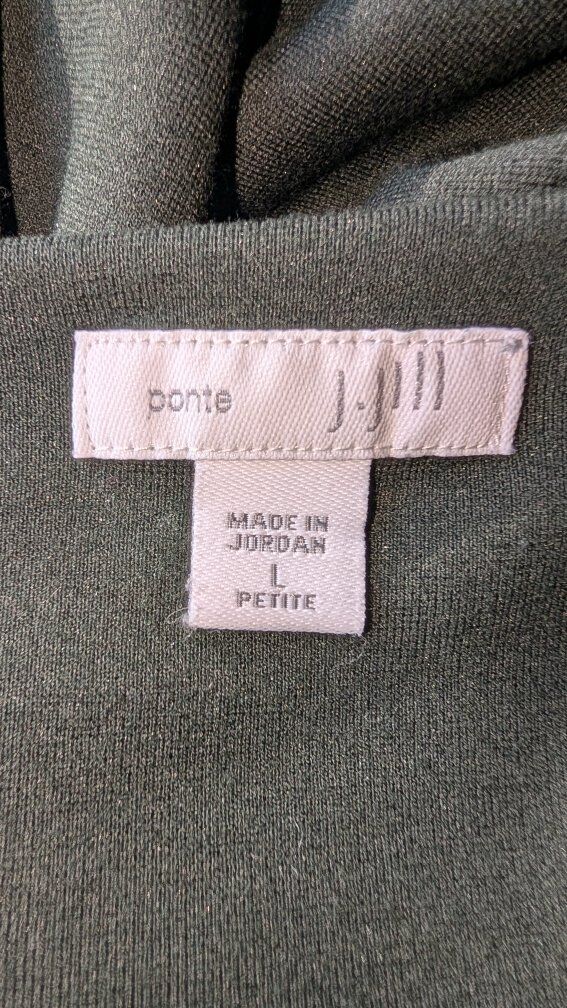 ponte j.jill
MADE IN
JORDAN
L
PETITE